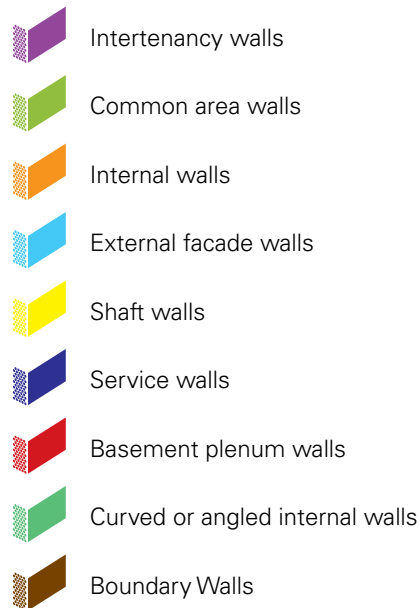 Intertenancy walls
Common area walls
Internal walls
External facade walls
Shaft walls
Service walls
Basement plenum walls
Curved or angled internal walls
Boundary Walls